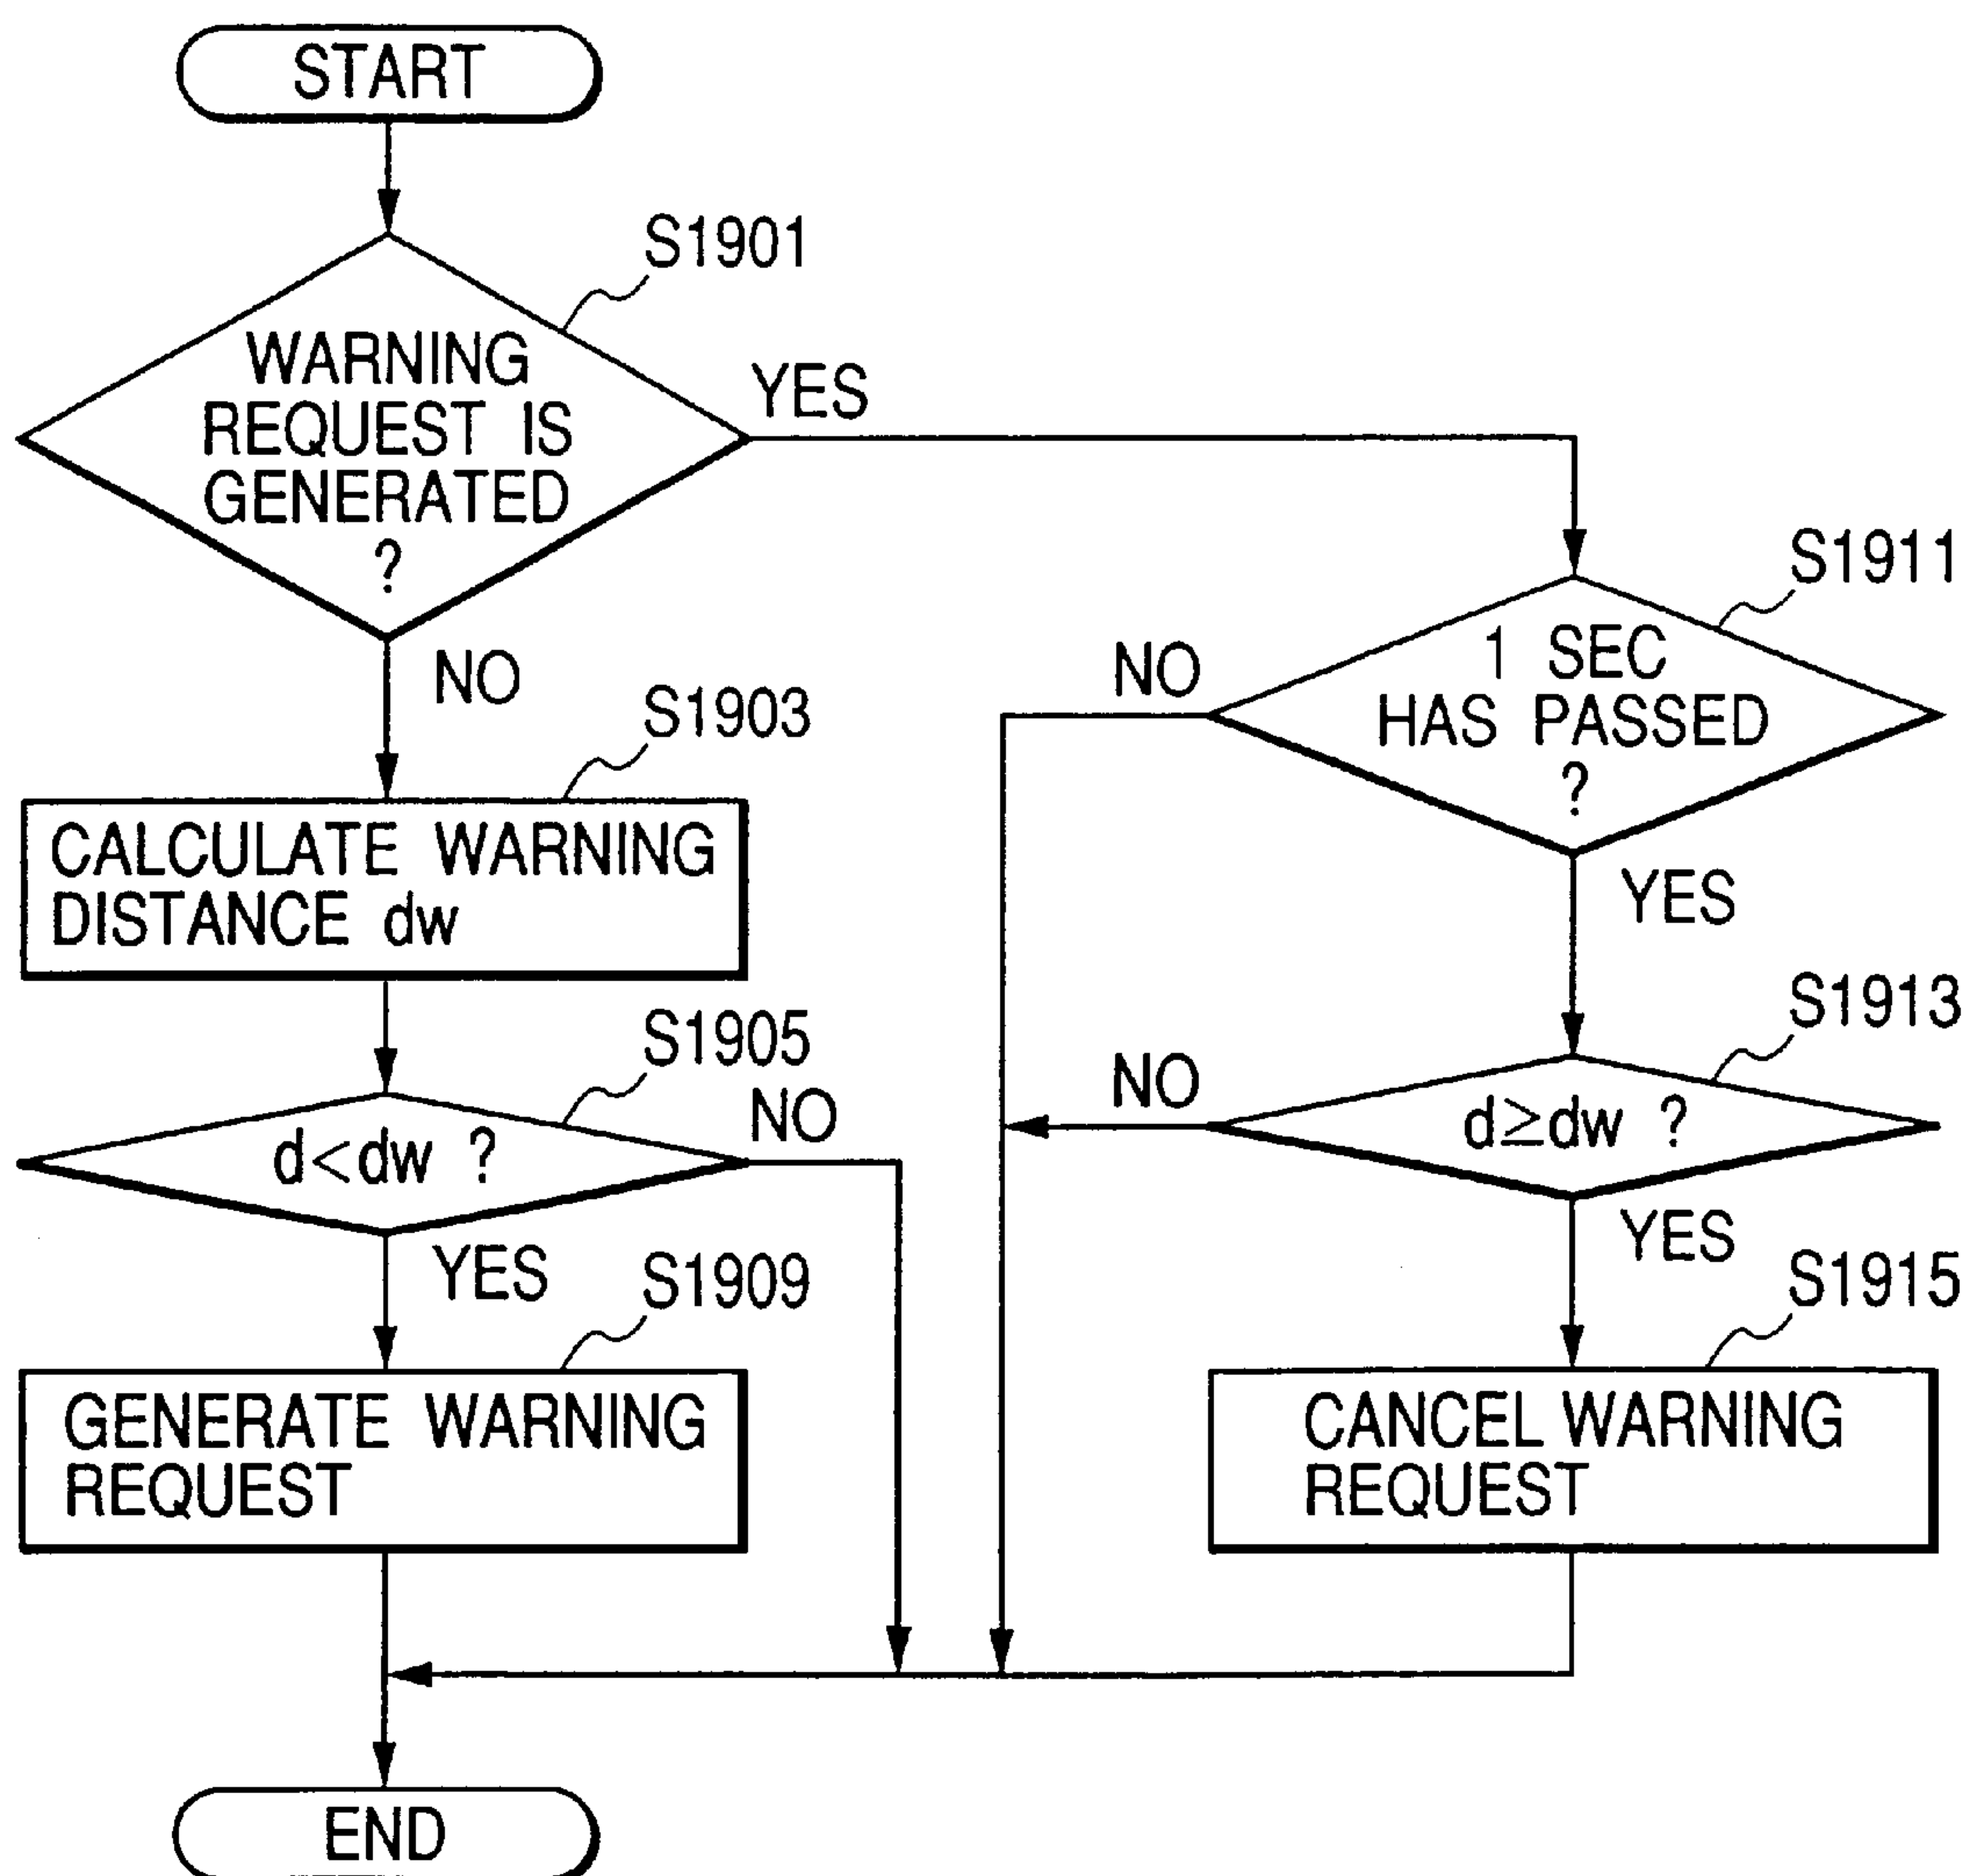 START
S1901
WARNING
REQUEST IS
GENERATED
?
YES
NO
S1903
CALCULATE WARNING
DISTANCE dw
S1905
d<dw ?
NO
YES
S1909
GENERATE WARNING
REQUEST
S1911
1 SEC
HAS PASSED
?
NO
YES
S1913
d≥dw ?
NO
YES
S1915
CANCEL WARNING
REQUEST
END